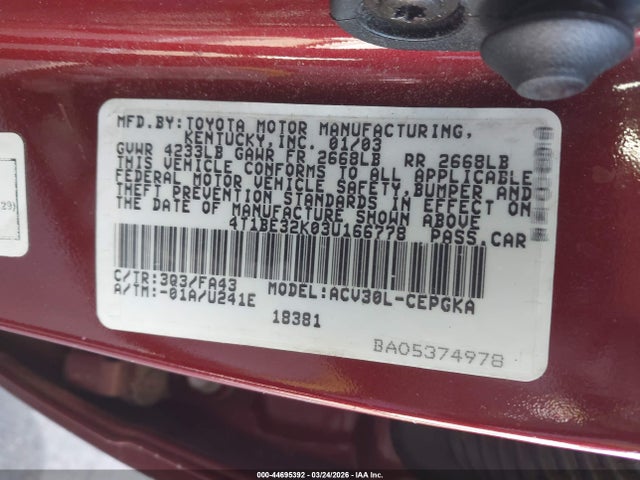 MFD.BY:TOYOTA MOTOR MANUFACTURING,
KENTUCKY,INC. 01/03
GVWR 4233LB GAWR FR 2668LB RR 2668LB
THIS VEHICLE CONFORMS TO ALL APPLICABLE
FEDERAL MOTOR VEHICLE SAFETY, BUMPER AND
THEFT PREVENTION STANDARDS IN EFFECT ON
THE DATE OF MANUFACTURE SHOWN ABOVE
4T1BE32K03U166778 PASS.CAR
C/TR:3Q3/FA43 MODEL:ACV30L-CEPGKA
A/TM:-01A/U241E
18381
BA05374978
29)
000-44695392 - 03/24/2026 - IAA Inc.